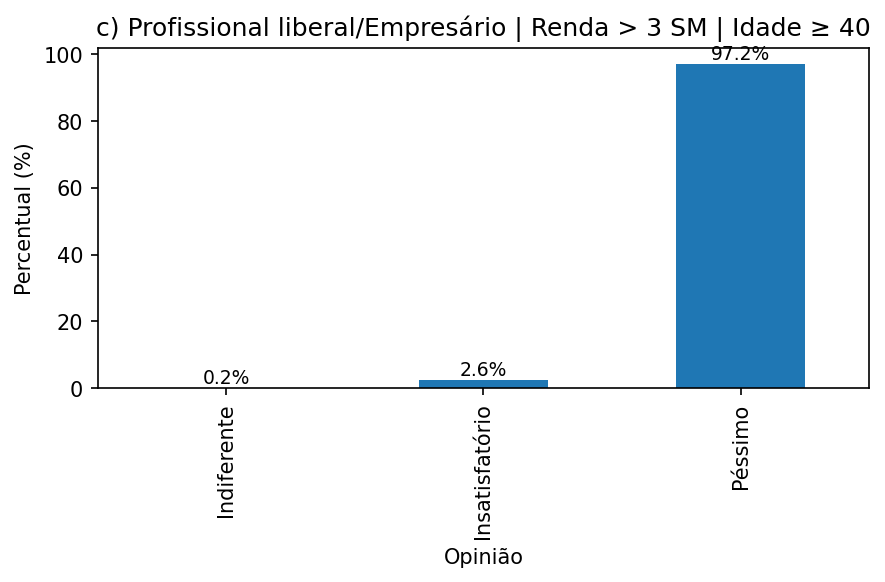 c) Profissional liberal/Empresário | Renda > 3 SM | Idade ≥ 40
Percentual (%)
100
80
60
40
20
0
0.2%
2.6%
97.2%
Indiferente
Insatisfatório
Péssimo
Opinião